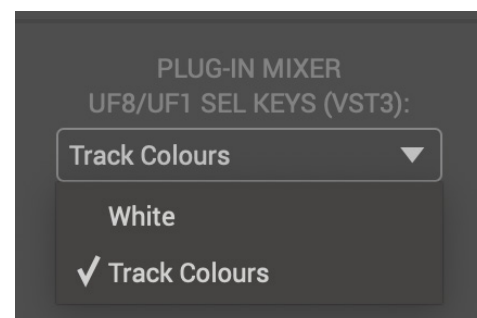 PLUG-IN MIXER
UF8/UF1 SEL KEYS (VST3):
Track Colours
White
Track Colours